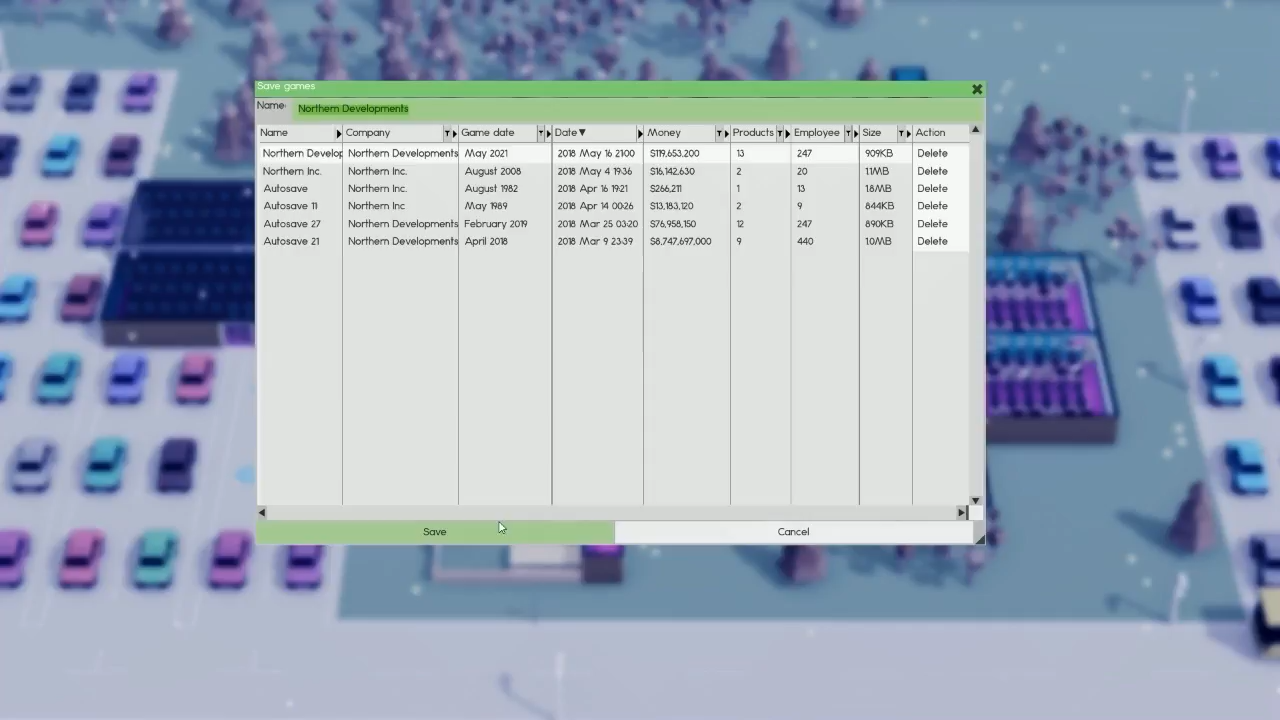 Save games
Name Northern Developments
Name Company Game date Date Money Products Employee Size Action
Northern Develop Northern Developments May 2021 2018 May 16 21:00 $119,653,200 13 247 909KB Delete
Northern Inc. Northern Inc. August 2008 2018 May 4 19:36 $16,142,630 2 20 1.1MB Delete
Autosave Northern Inc. August 1982 2018 Apr 16 19:21 $266,211 1 13 1.8MB Delete
Autosave 11 Northern Inc May 1989 2018 Apr 14 00:26 $13,183,120 2 9 844KB Delete
Autosave 27 Northern Developments February 2019 2018 Mar 25 03:20 $76,958,150 12 247 890KB Delete
Autosave 21 Northern Developments April 2018 2018 Mar 9 23:39 $8,747,697,000 9 440 1.0MB Delete
Save Cancel